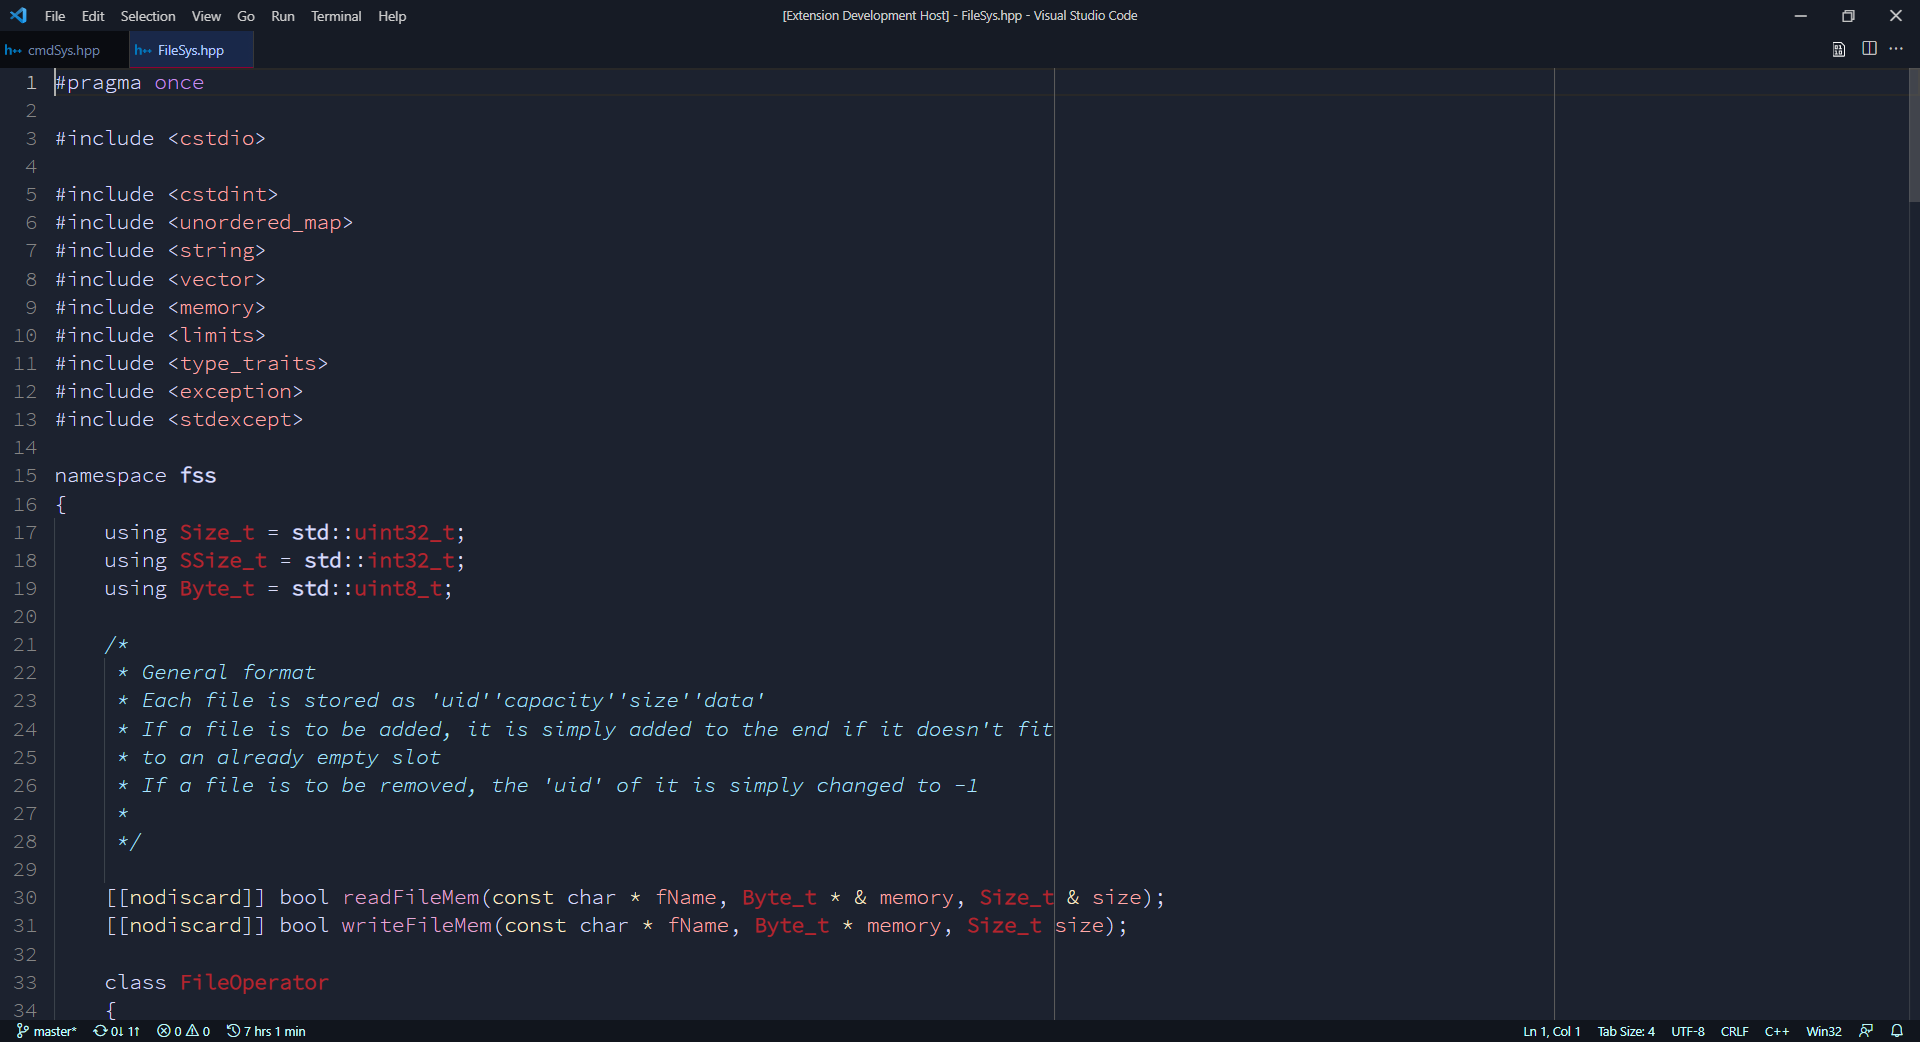 File Edit Selection View Go Run Terminal Help [Extension Development Host] - FileSys.hpp - Visual Studio Code
h++ cmdSys.hpp h++ FileSys.hpp
1 #pragma once
2
3 #include <cstdio>
4
5 #include <cstdint>
6 #include <unordered_map>
7 #include <string>
8 #include <vector>
9 #include <memory>
10 #include <limits>
11 #include <type_traits>
12 #include <exception>
13 #include <stdexcept>
14
15 namespace fss
16 {
17     using Size_t = std::uint32_t;
18     using SSize_t = std::int32_t;
19     using Byte_t = std::uint8_t;
20
21     /*
22      * General format
23      * Each file is stored as 'uid''capacity''size''data'
24      * If a file is to be added, it is simply added to the end if it doesn't fit
25      * to an already empty slot
26      * If a file is to be removed, the 'uid' of it is simply changed to -1
27      *
28      */
29
30     [[nodiscard]] bool readFileMem(const char * fName, Byte_t * & memory, Size_t & size);
31     [[nodiscard]] bool writeFileMem(const char * fName, Byte_t * memory, Size_t size);
32
33     class FileOperator
34     {
master* 0↓ 1↑ 0 0 7 hrs 1 min Ln 1, Col 1 Tab Size: 4 UTF-8 CRLF C++ Win32